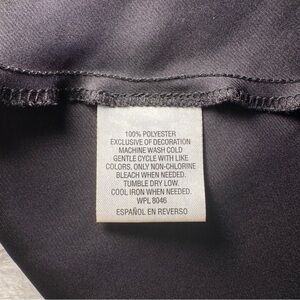 100% POLYESTER
EXCLUSIVE OF DECORATION
MACHINE WASH COLD
GENTLE CYCLE WITH LIKE
COLORS, ONLY NON-CHLORINE
BLEACH WHEN NEEDED.
TUMBLE DRY LOW.
COOL IRON WHEN NEEDED.
WPL 8046
ESPAÑOL EN REVERSO